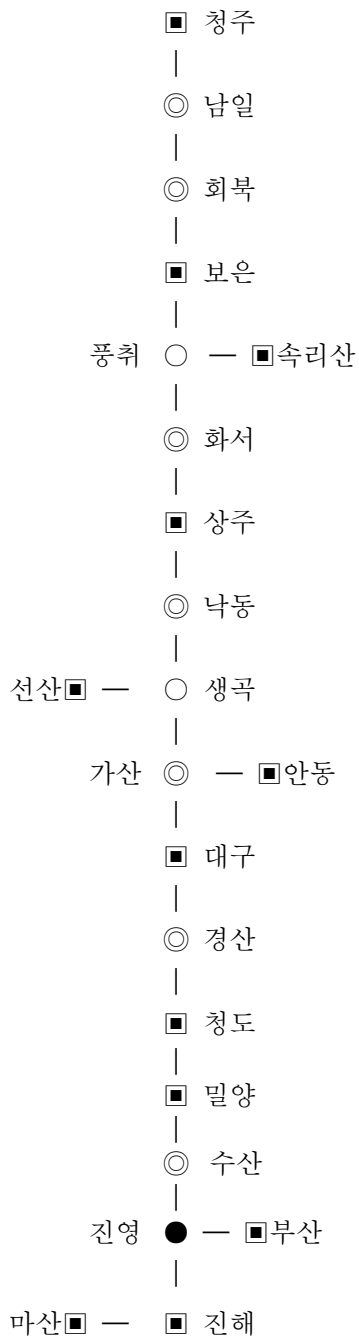 ▣ 청주
|
◎ 남일
|
◎ 회북
|
▣ 보은
|
풍취 ○ ― ▣속리산
|
◎ 화서
|
▣ 상주
|
◎ 낙동
|
선산▣ ― ○ 생곡
|
가산 ◎ ― ▣안동
|
▣ 대구
|
◎ 경산
|
▣ 청도
|
▣ 밀양
|
◎ 수산
|
진영 ● ― ▣부산
|
마산▣ ― ▣ 진해